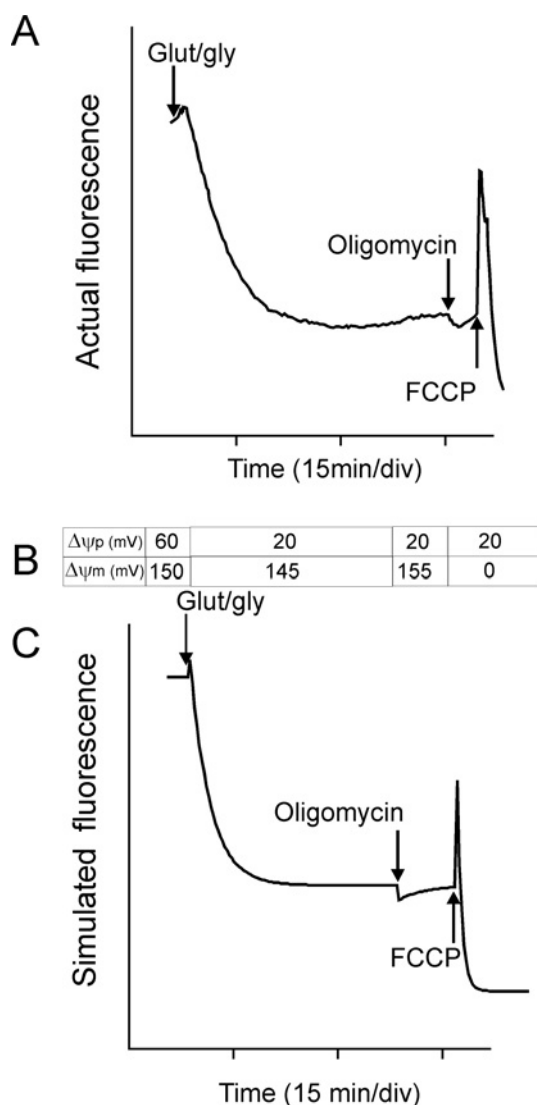 A
Glut/gly
Actual fluorescence
Oligomycin
FCCP
Time (15min/div)
B
Δψp (mV) 60 20 20 20
Δψm (mV) 150 145 155 0
C
Glut/gly
Simulated fluorescence
Oligomycin
FCCP
Time (15 min/div)